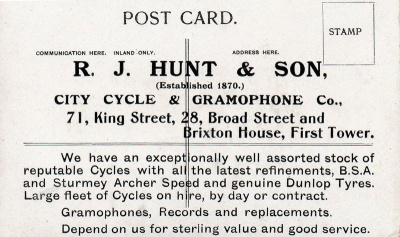 POST CARD.
STAMP
COMMUNICATION HERE. INLAND ONLY. ADDRESS HERE.
R. J. HUNT & SON,
(Established 1870.)
CITY CYCLE & GRAMOPHONE Co.,
71, King Street, 28, Broad Street and
Brixton House, First Tower.
We have an exceptionally well assorted stock of
reputable Cycles with all the latest refinements, B.S.A.
and Sturmey Archer Speed and genuine Dunlop Tyres.
Large fleet of Cycles on hire, by day or contract.
Gramophones, Records and replacements.
Depend on us for sterling value and good service.